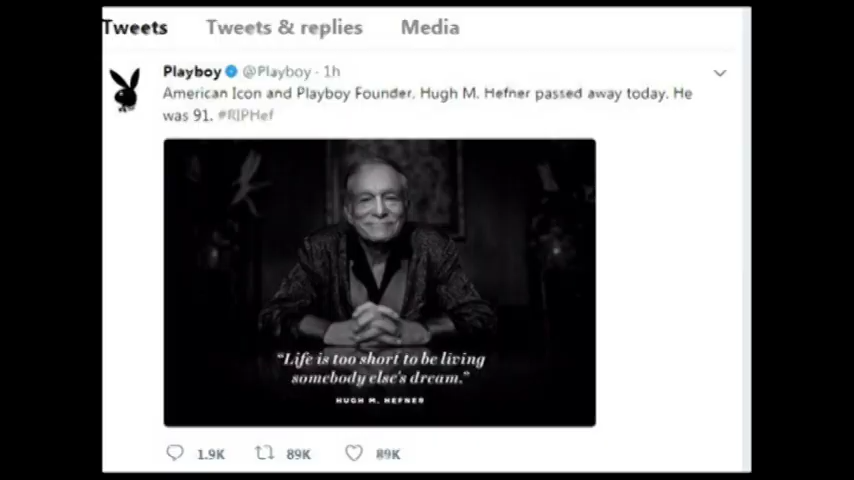 Tweets Tweets & replies Media
Playboy @Playboy · 1h
American Icon and Playboy Founder, Hugh M. Hefner passed away today. He
was 91. #RIPHef
“Life is too short to be living
somebody else's dream.”
HUGH M. HEFNER
1.9K 89K 89K